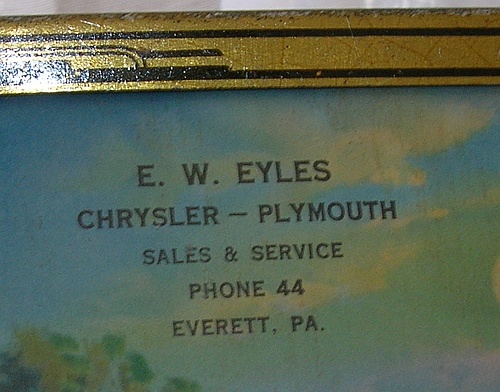 E. W. EYLES
CHRYSLER – PLYMOUTH
SALES & SERVICE
PHONE 44
EVERETT, PA.